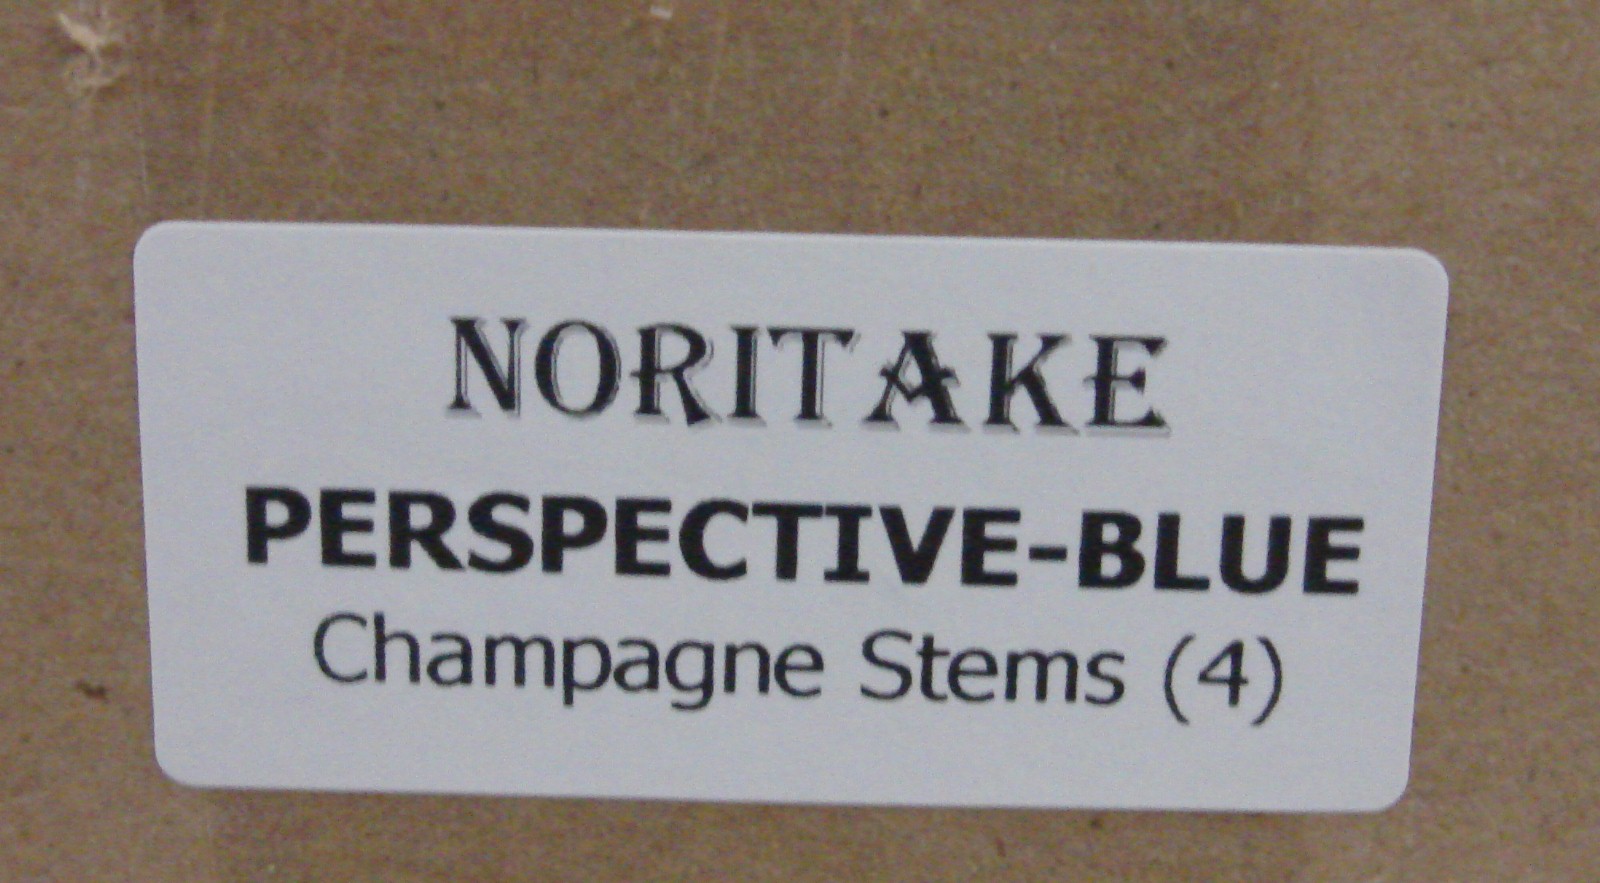 NORITAKE
PERSPECTIVE-BLUE
Champagne Stems (4)